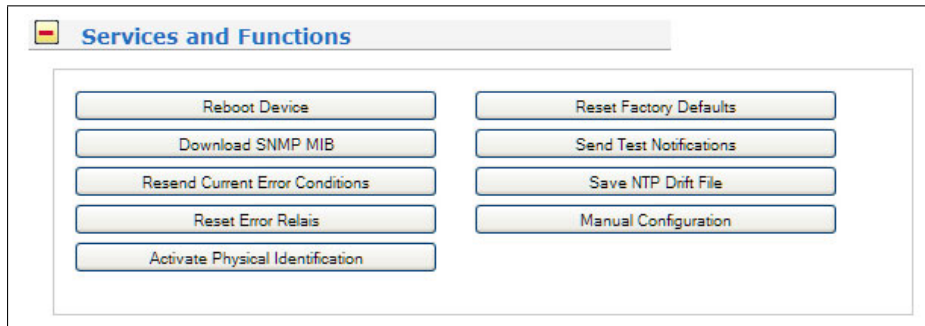 Services and Functions
Reboot Device
Reset Factory Defaults
Download SNMP MIB
Send Test Notifications
Resend Current Error Conditions
Save NTP Drift File
Reset Error Relais
Manual Configuration
Activate Physical Identification